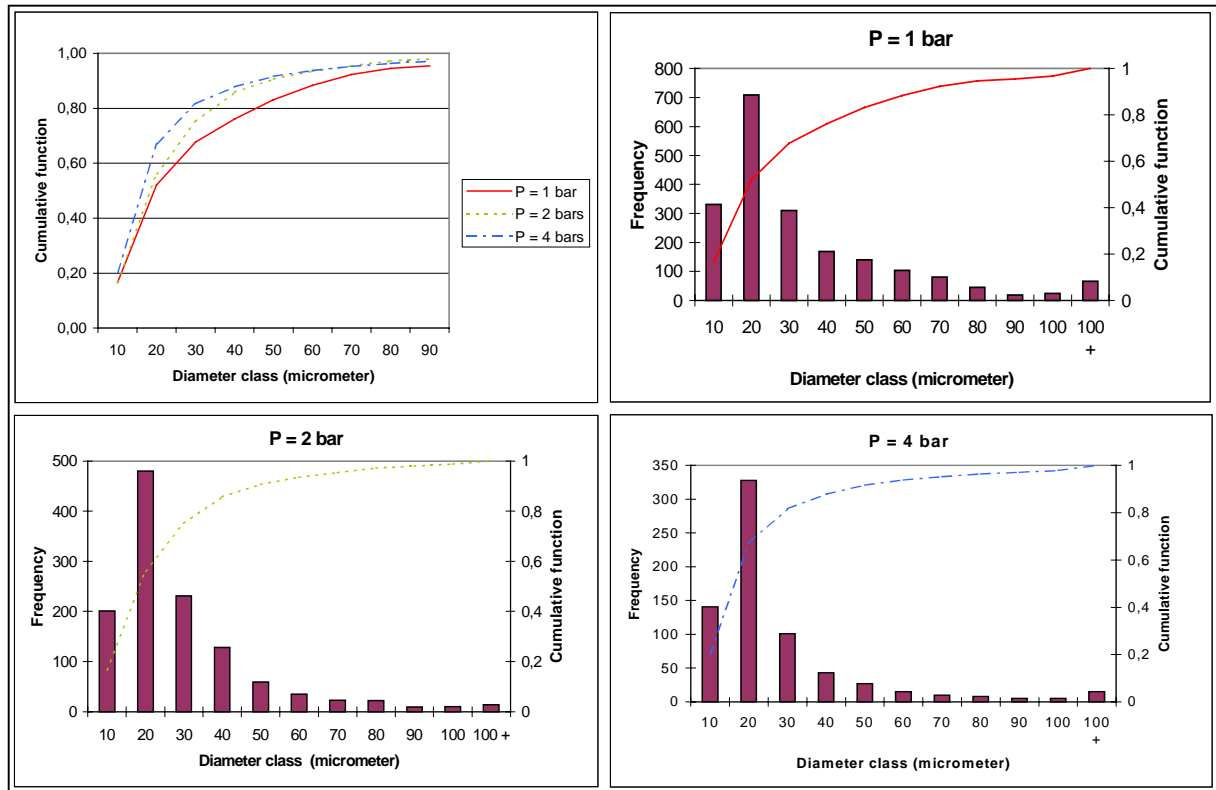 1,00
0,80
0,60
0,40
0,20
0,00
Cumulative function
10 20 30 40 50 60 70 80 90
Diameter class (micrometer)
P = 1 bar
P = 2 bars
P = 4 bars
P = 1 bar
800
700
600
500
400
300
200
100
0
Frequency
1
0,8
0,6
0,4
0,2
0
Cumulative function
10 20 30 40 50 60 70 80 90 100 100
+
Diameter class (micrometer)
P = 2 bar
500
400
300
200
100
0
Frequency
1
0,8
0,6
0,4
0,2
0
Cumulative function
10 20 30 40 50 60 70 80 90 100 100 +
Diameter class (micrometer)
P = 4 bar
350
300
250
200
150
100
50
0
Frequency
1
0,8
0,6
0,4
0,2
0
Cumulative function
10 20 30 40 50 60 70 80 90 100 100
+
Diameter class (micrometer)